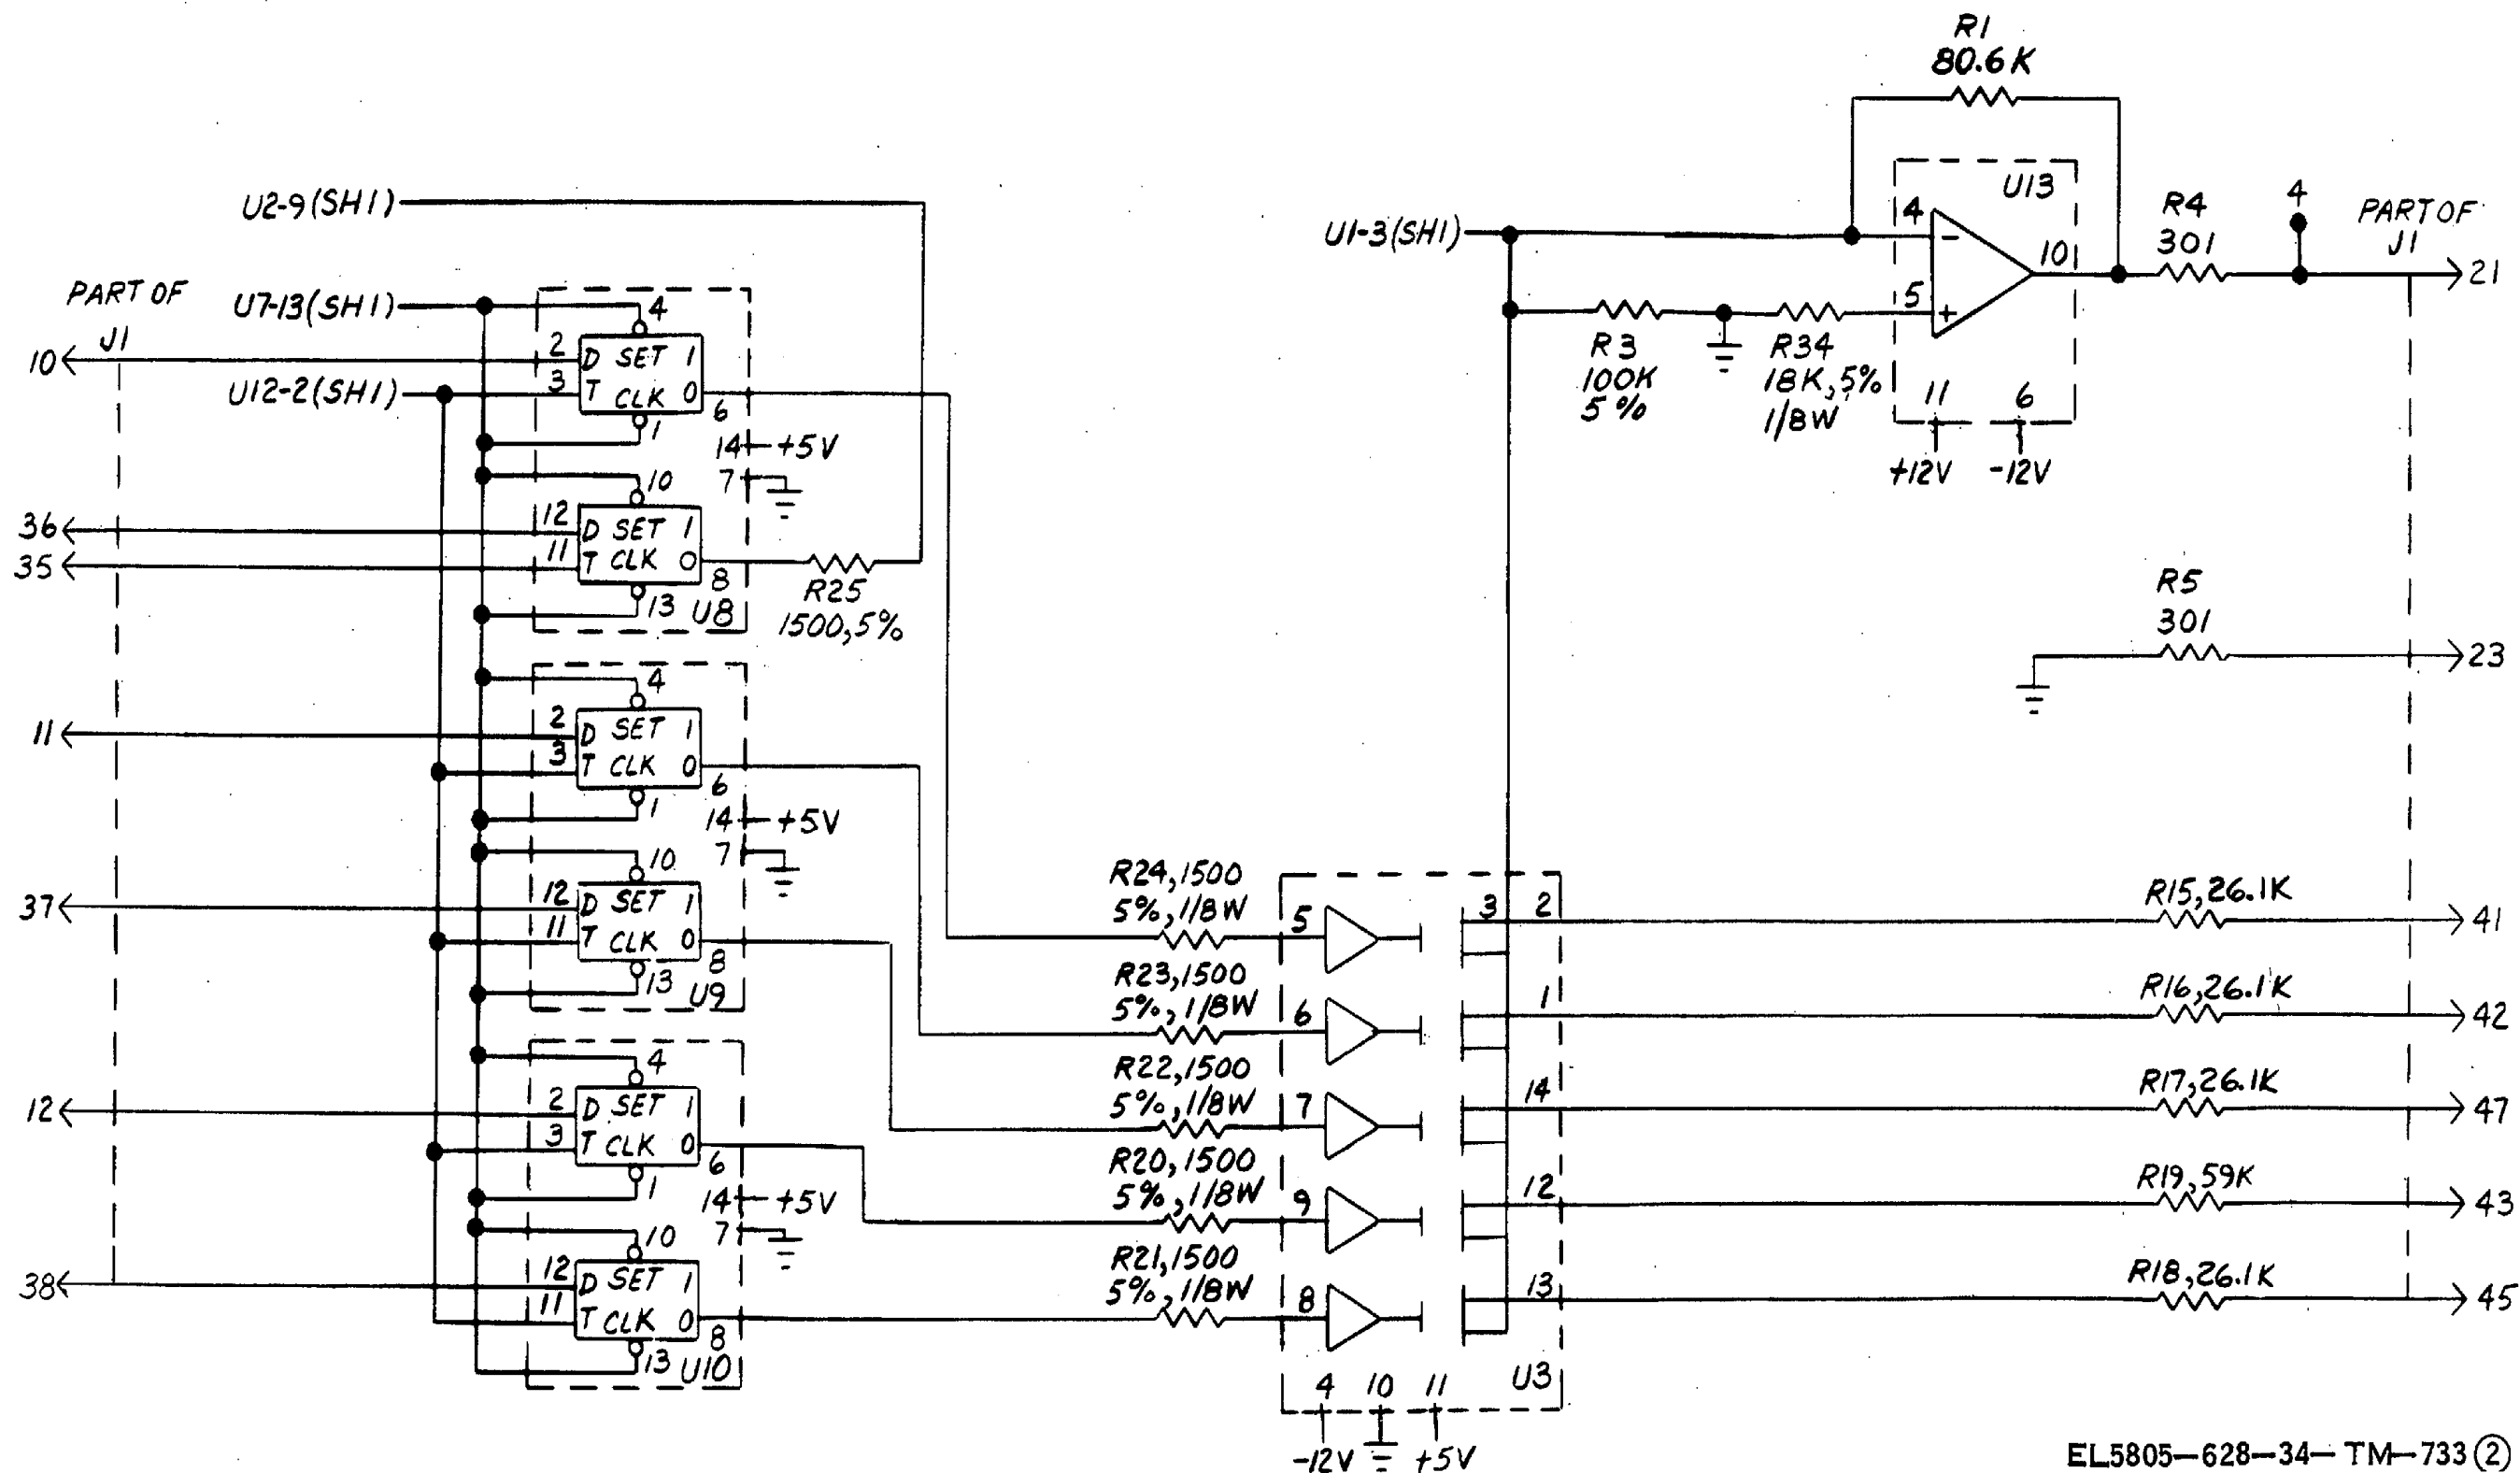 R1
80.6K
U13
4
-
10
5
+
11
6
+12V
-12V
R4
301
4
PART OF
J1
21
U1-3(SH1)
R3
100K
5%
R34
18K,5%
1/8W
R5
301
23
U2-9(SH1)
PART OF
J1
U7-13(SH1)
U12-2(SH1)
10
2
3
4
D SET 1
T CLK 0
1
6
14 +5V
7
36
35
12
11
10
D SET 1
T CLK 0
13
8
U8
R25
1500,5%
11
2
3
4
D SET 1
T CLK 0
1
6
14 +5V
7
37
12
11
10
D SET 1
T CLK 0
13
8
U9
12
2
3
4
D SET 1
T CLK 0
1
6
14 +5V
7
38
12
11
10
D SET 1
T CLK 0
13
8
U10
R24,1500
5%,1/8W
5
3
2
R15,26.1K
41
R23,1500
5%,1/8W
6
1
R16,26.1K
42
R22,1500
5%,1/8W
7
14
R17,26.1K
47
R20,1500
5%,1/8W
9
12
R19,59K
43
R21,1500
5%,1/8W
8
13
R18,26.1K
45
U3
4 10 11
-12V +5V
EL5805-628-34-TM-733②